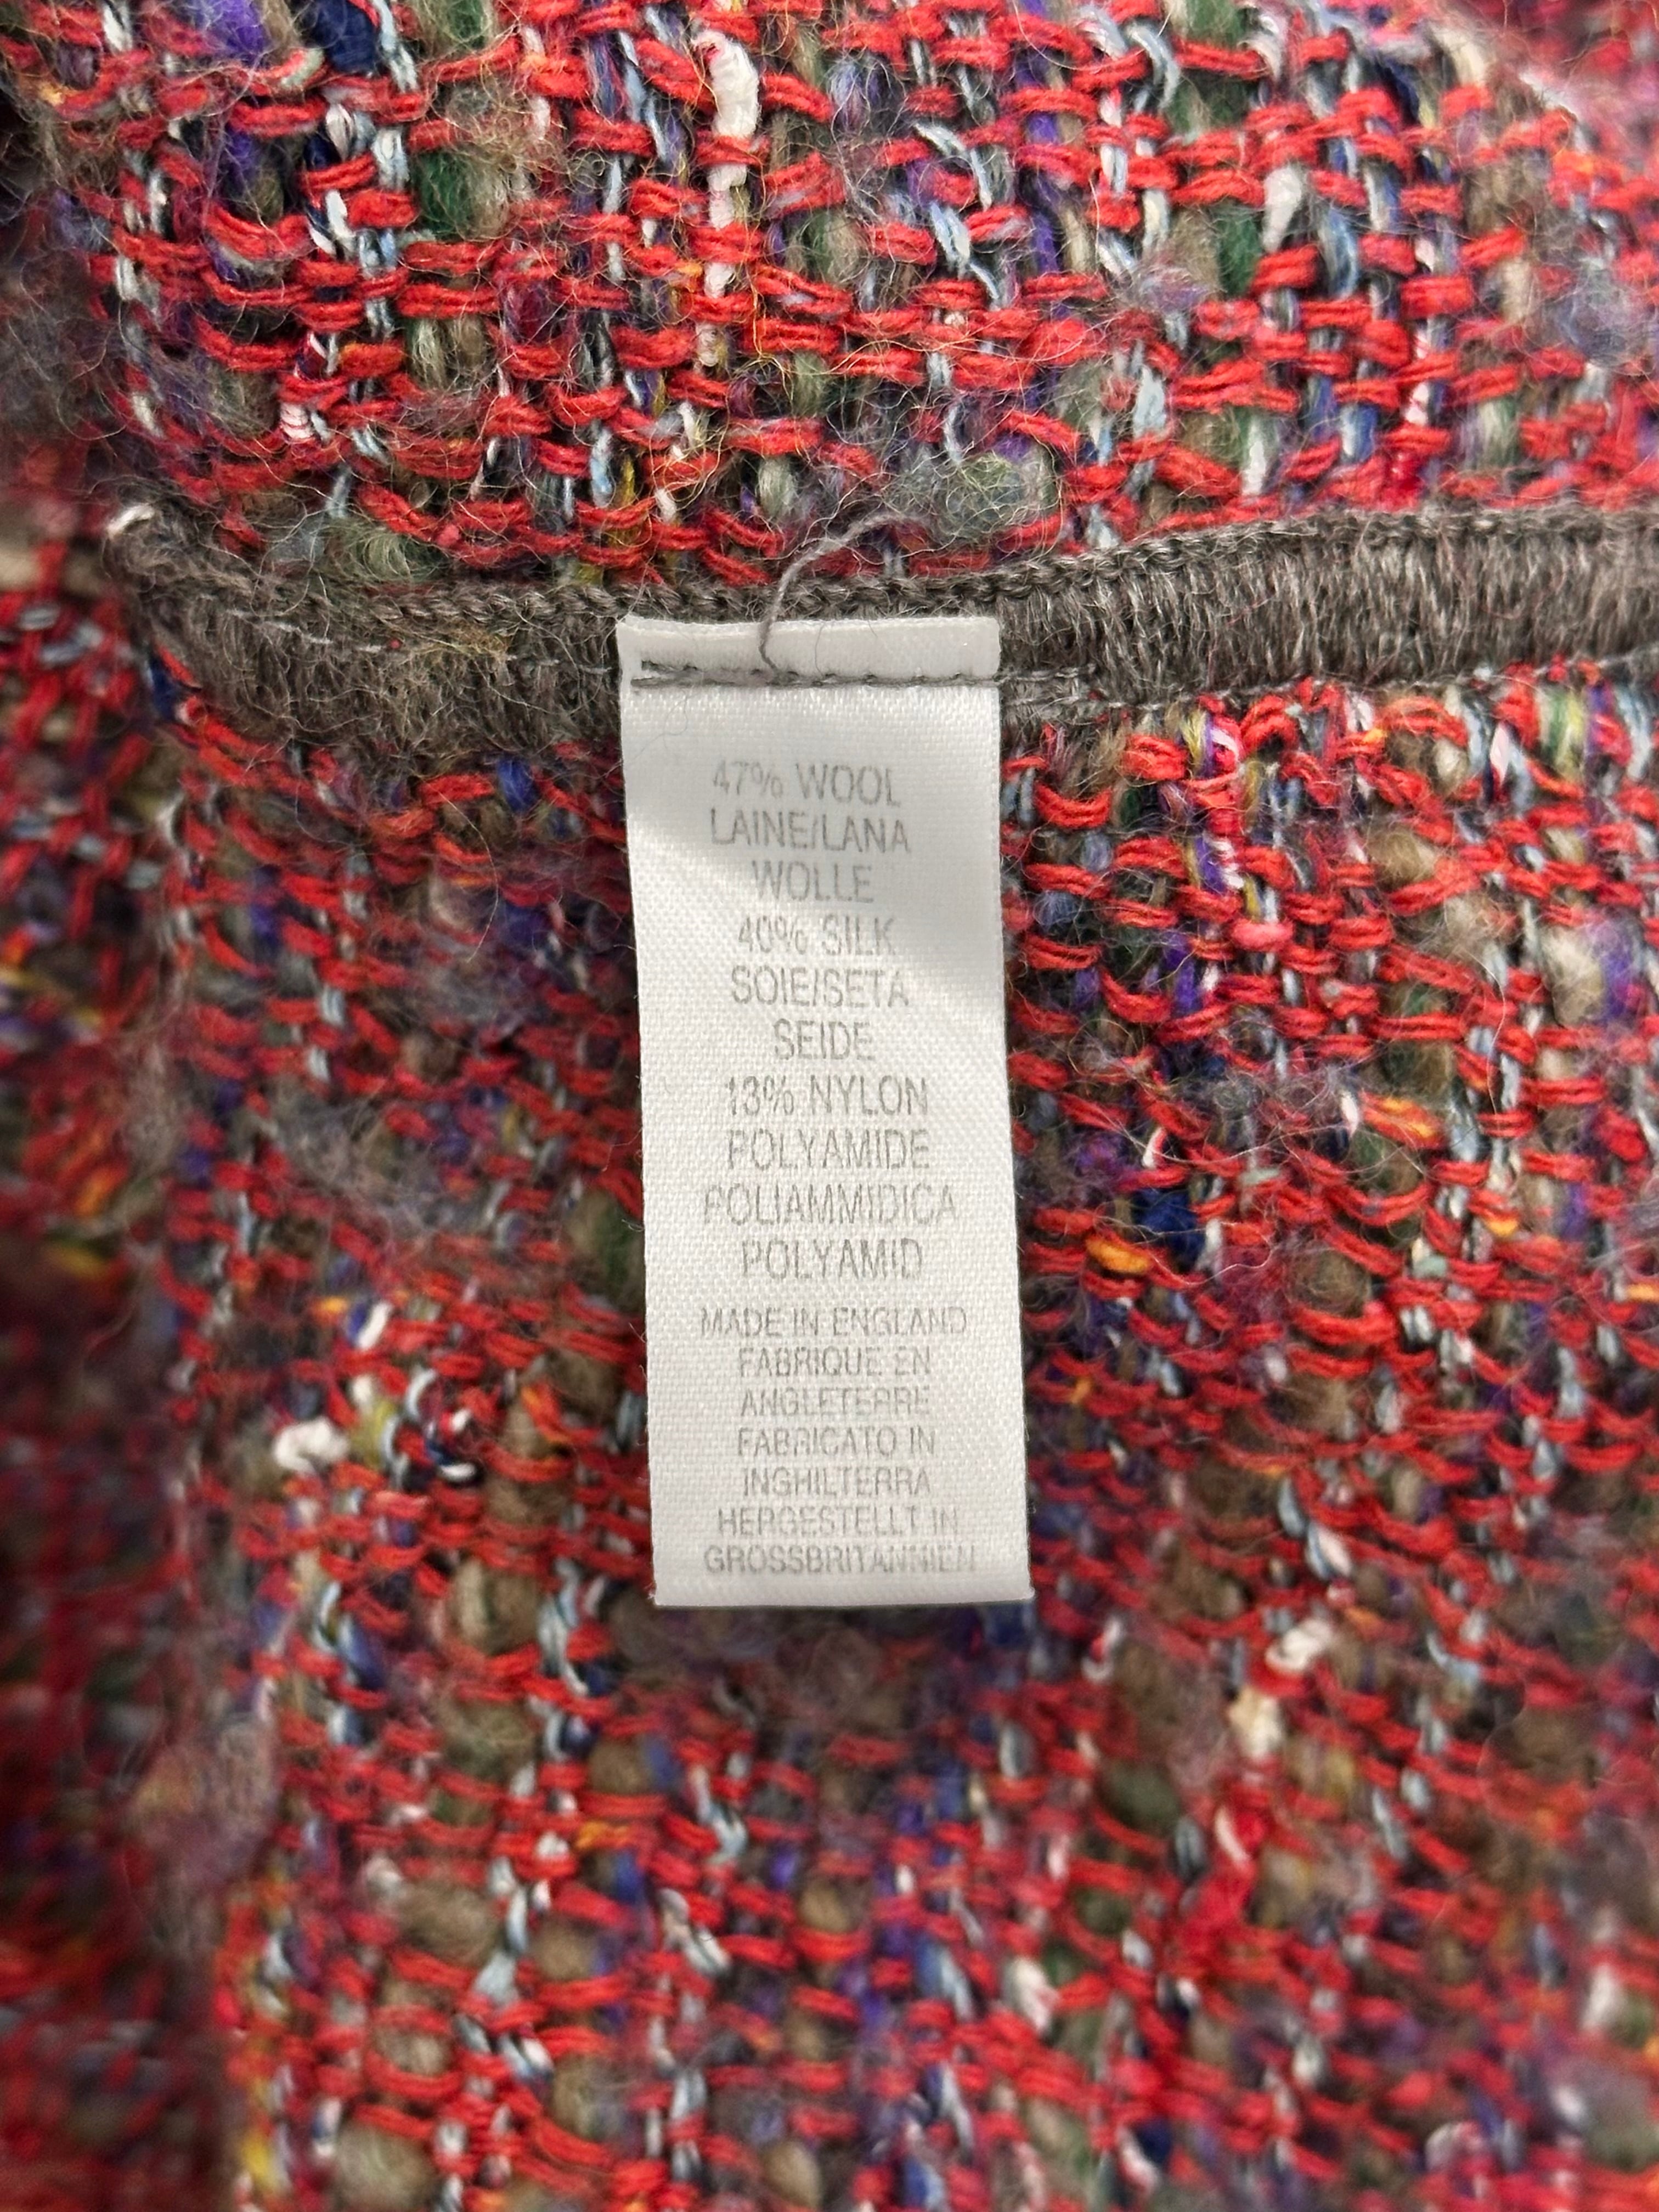 47% WOOL
LAINE/LANA
WOLLE
40% SILK
SOIE/SETA
SEIDE
13% NYLON
POLYAMIDE
POLIAMMIDICA
POLYAMID
MADE IN ENGLAND
FABRIQUE EN
ANGLETERRE
FABRICATO IN
INGHILTERRA
HERGESTELLT IN
GROSSBRITANNIEN